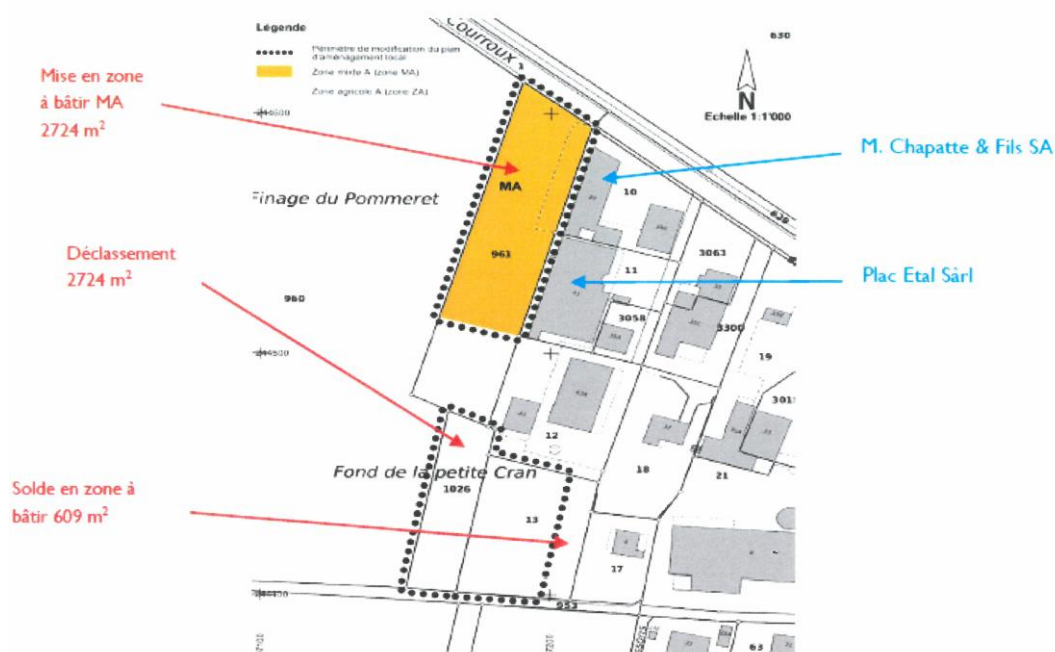 Légende
Périmètre de modification du plan
d'aménagement local
Zone mixte A (zone MA)
Zone agricole A (zone ZA)
Courroux
630
1
N
Echelle 1:1'000
Mise en zone
à bâtir MA
2724 m²
M. Chapatte & Fils SA
MA
10
Finage du Pommeret
Déclassement
2724 m²
961
11
3063
Plac Etal Sàrl
960
3058
3300
19
12
18
21
Fond de la petite Cran
1026
13
Solde en zone à
bâtir 609 m²
17
953
63